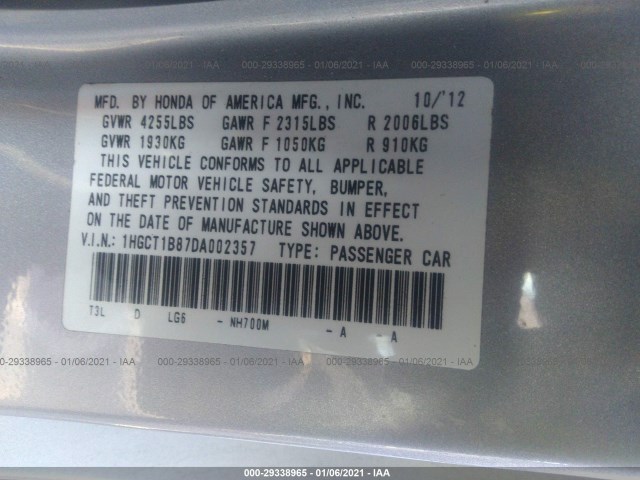 000-29338965 - 01/06/2021 - IAA
MFD. BY HONDA OF AMERICA MFG., INC. 10/'12
GVWR 4255LBS GAWR F 2315LBS R 2006LBS
GVWR 1930KG GAWR F 1050KG R 910KG
THIS VEHICLE CONFORMS TO ALL APPLICABLE
FEDERAL MOTOR VEHICLE SAFETY, BUMPER,
AND THEFT PREVENTION STANDARDS IN EFFECT
ON THE DATE OF MANUFACTURE SHOWN ABOVE.
V.I.N.: 1HGCT1B87DA002357 TYPE: PASSENGER CAR
T3L D LG6 - NH700M - A - A
000-29338965 - 01/06/2021 - IAA
000-29338965 - 01/06/2021 - IAA
000-29338965 - 01/06/2021 - IAA
000-29338965 - 01/06/2021 - IAA